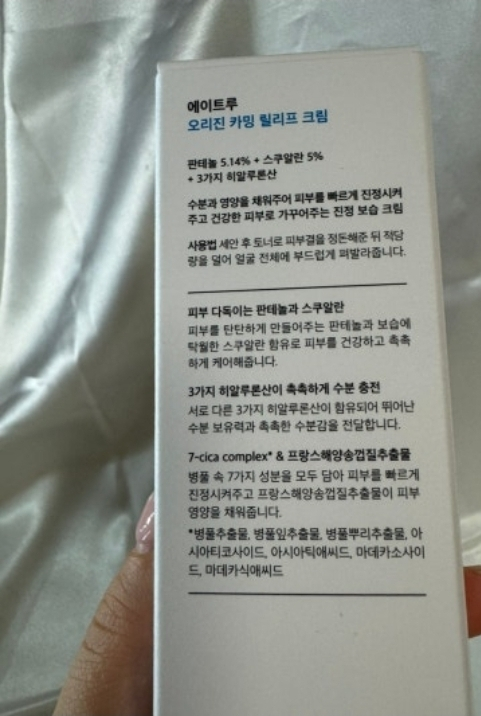 에이트루
오리진 카밍 릴리프 크림
판테놀 5.14% + 스쿠알란 5%
+ 3가지 히알루론산
수분과 영양을 채워주어 피부를 빠르게 진정시켜
주고 건강한 피부로 가꾸어주는 진정 보습 크림
사용법 세안 후 토너로 피부결을 정돈해준 뒤 적당
량을 덜어 얼굴 전체에 부드럽게 펴발라줍니다.
피부 다독이는 판테놀과 스쿠알란
피부를 탄탄하게 만들어주는 판테놀과 보습에
탁월한 스쿠알란 함유로 피부를 건강하고 촉촉
하게 케어해줍니다.
3가지 히알루론산이 촉촉하게 수분 충전
서로 다른 3가지 히알루론산이 함유되어 뛰어난
수분 보유력과 촉촉한 수분감을 전달합니다.
7-cica complex* & 프랑스해양송껍질추출물
병풀 속 7가지 성분을 모두 담아 피부를 빠르게
진정시켜주고 프랑스해양송껍질추출물이 피부
영양을 채워줍니다.
*병풀추출물, 병풀잎추출물, 병풀뿌리추출물, 아
시아티코사이드, 아시아틱애씨드, 마데카소사이
드, 마데카식애씨드